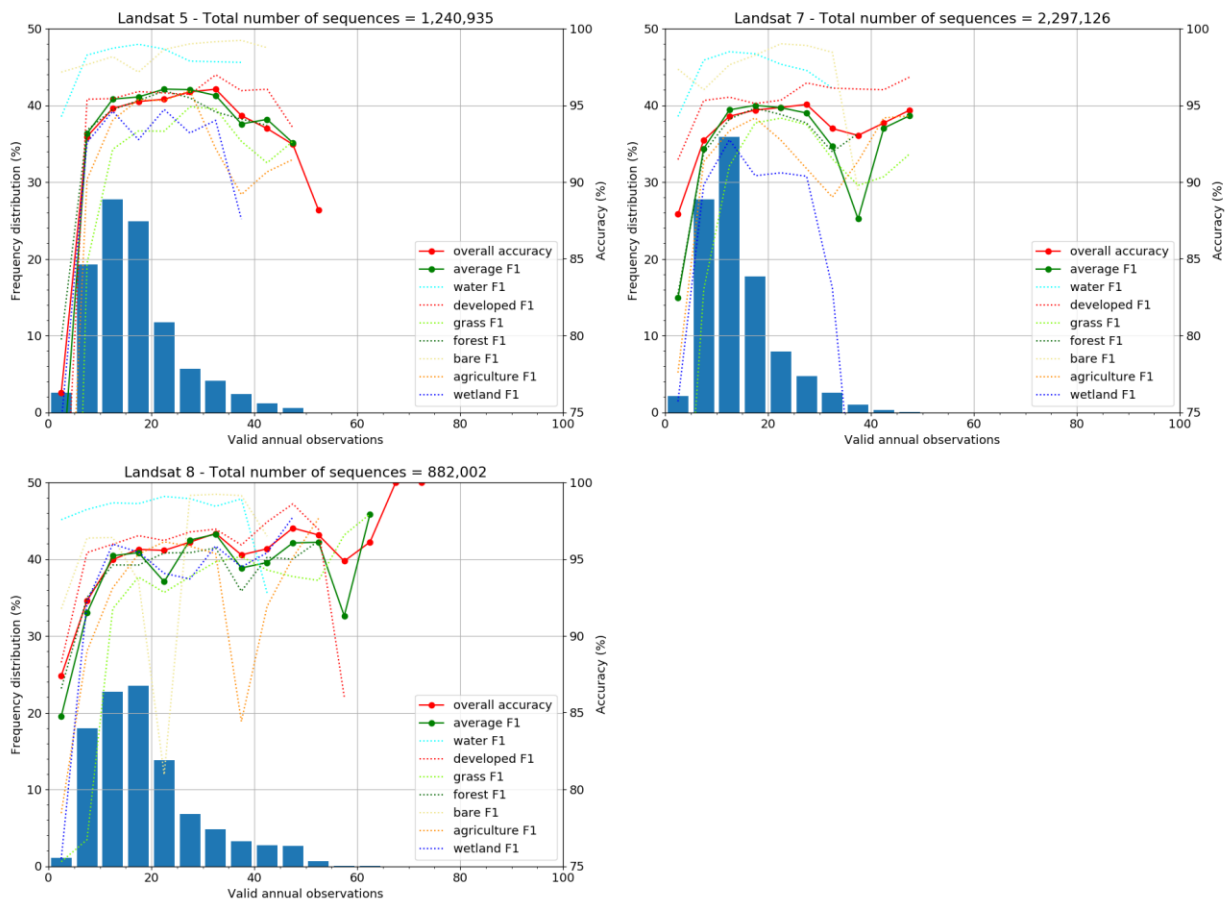 Landsat 5 - Total number of sequences = 1,240,935
50
40
30
20
10
0
Frequency distribution (%)
100
95
90
85
80
75
Accuracy (%)
overall accuracy
average F1
water F1
developed F1
grass F1
forest F1
bare F1
agriculture F1
wetland F1
0 20 40 60 80 100
Valid annual observations
Landsat 7 - Total number of sequences = 2,297,126
50
40
30
20
10
0
Frequency distribution (%)
100
95
90
85
80
75
Accuracy (%)
overall accuracy
average F1
water F1
developed F1
grass F1
forest F1
bare F1
agriculture F1
wetland F1
0 20 40 60 80 100
Valid annual observations
Landsat 8 - Total number of sequences = 882,002
50
40
30
20
10
0
Frequency distribution (%)
100
95
90
85
80
75
Accuracy (%)
overall accuracy
average F1
water F1
developed F1
grass F1
forest F1
bare F1
agriculture F1
wetland F1
0 20 40 60 80 100
Valid annual observations